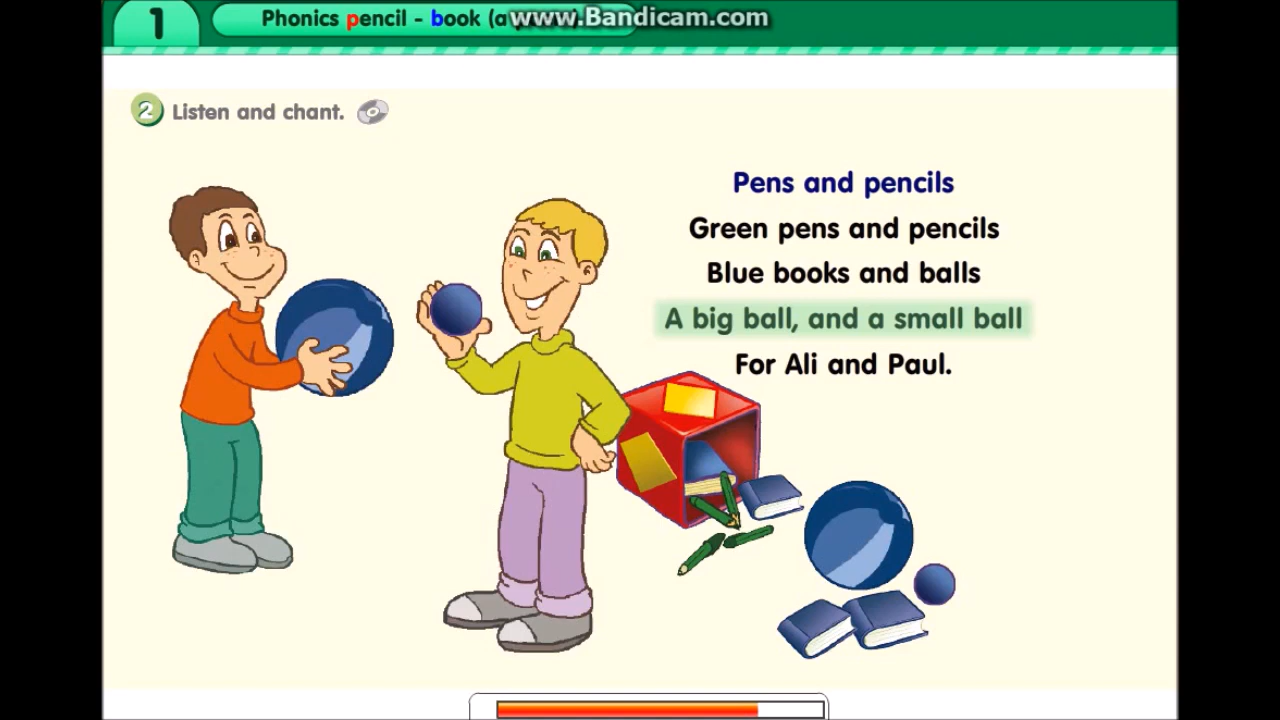 1
Phonics pencil - book (a
www.Bandicam.com
2 Listen and chant.
Pens and pencils
Green pens and pencils
Blue books and balls
A big ball, and a small ball
For Ali and Paul.